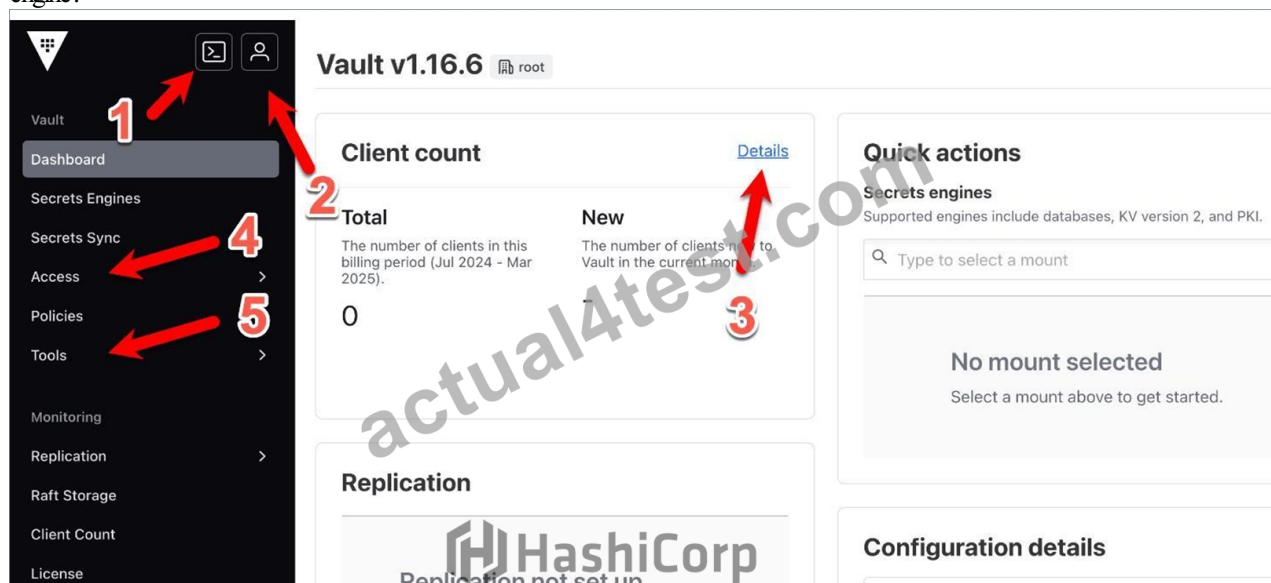 engine?
Vault v1.16.6 root
1
2
Vault
Dashboard
Secrets Engines
Secrets Sync
4
Access
Policies
5
Tools
Monitoring
Replication
Raft Storage
Client Count
License
Client count
Details
Total
The number of clients in this
billing period (Jul 2024 - Mar
2025).
0
New
The number of clients new to
Vault in the current month.
-
3
Quick actions
Secrets engines
Supported engines include databases, KV version 2, and PKI.
Type to select a mount
No mount selected
Select a mount above to get started.
Replication
Replication not set up
Configuration details
actual4test.com
HashiCorp